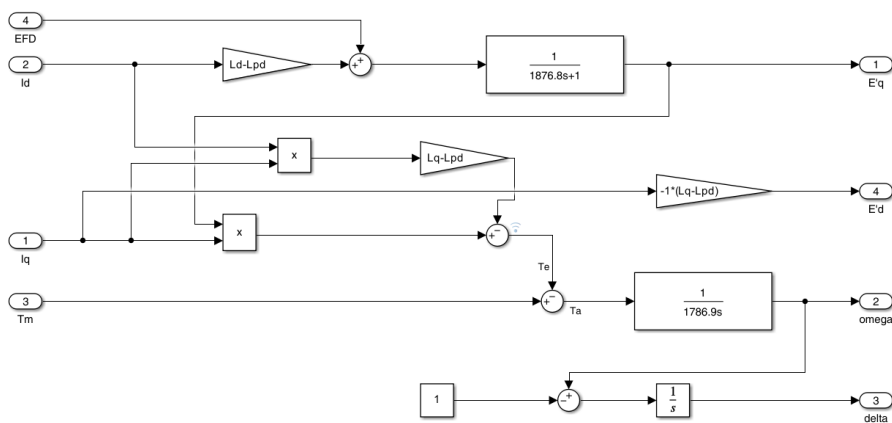 4
EFD
2
Id
Ld-Lpd
++
1
1876.8s+1
1
E'q
x
Lq-Lpd
-1*(Lq-Lpd)
4
E'd
1
Iq
x
+−
Te
3
Tm
+−
Ta
1
1786.9s
2
omega
1
−+
1
s
3
delta